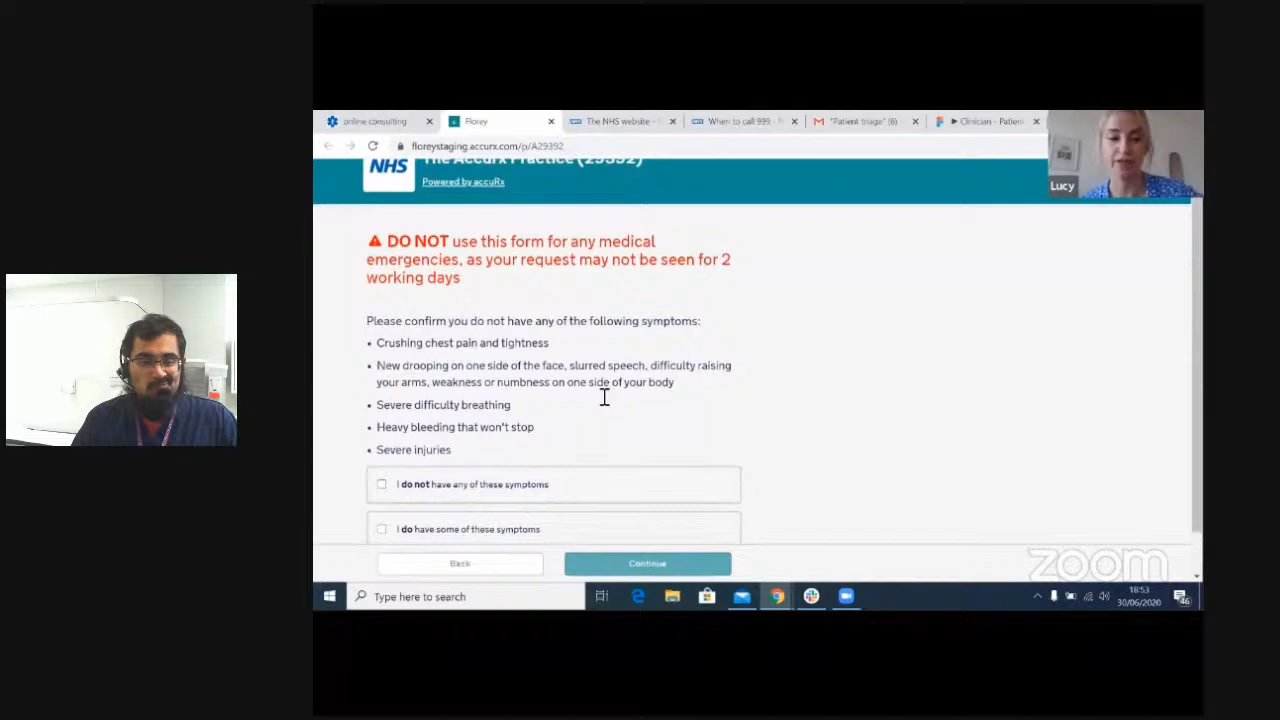 online consulting
Florey
The NHS website -
When to call 999 -
"Patient triage" (6)
Clinician - Patient
floreystaging.accurx.com/p/A29392
NHS
The Accurx Practice (29392)
Powered by accuRx
Lucy
DO NOT use this form for any medical
emergencies, as your request may not be seen for 2
working days
Please confirm you do not have any of the following symptoms:
• Crushing chest pain and tightness
• New drooping on one side of the face, slurred speech, difficulty raising
your arms, weakness or numbness on one side of your body
• Severe difficulty breathing
• Heavy bleeding that won't stop
• Severe injuries
I do not have any of these symptoms
I do have some of these symptoms
Back
Continue
zoom
Type here to search
18:53
30/06/2020
46